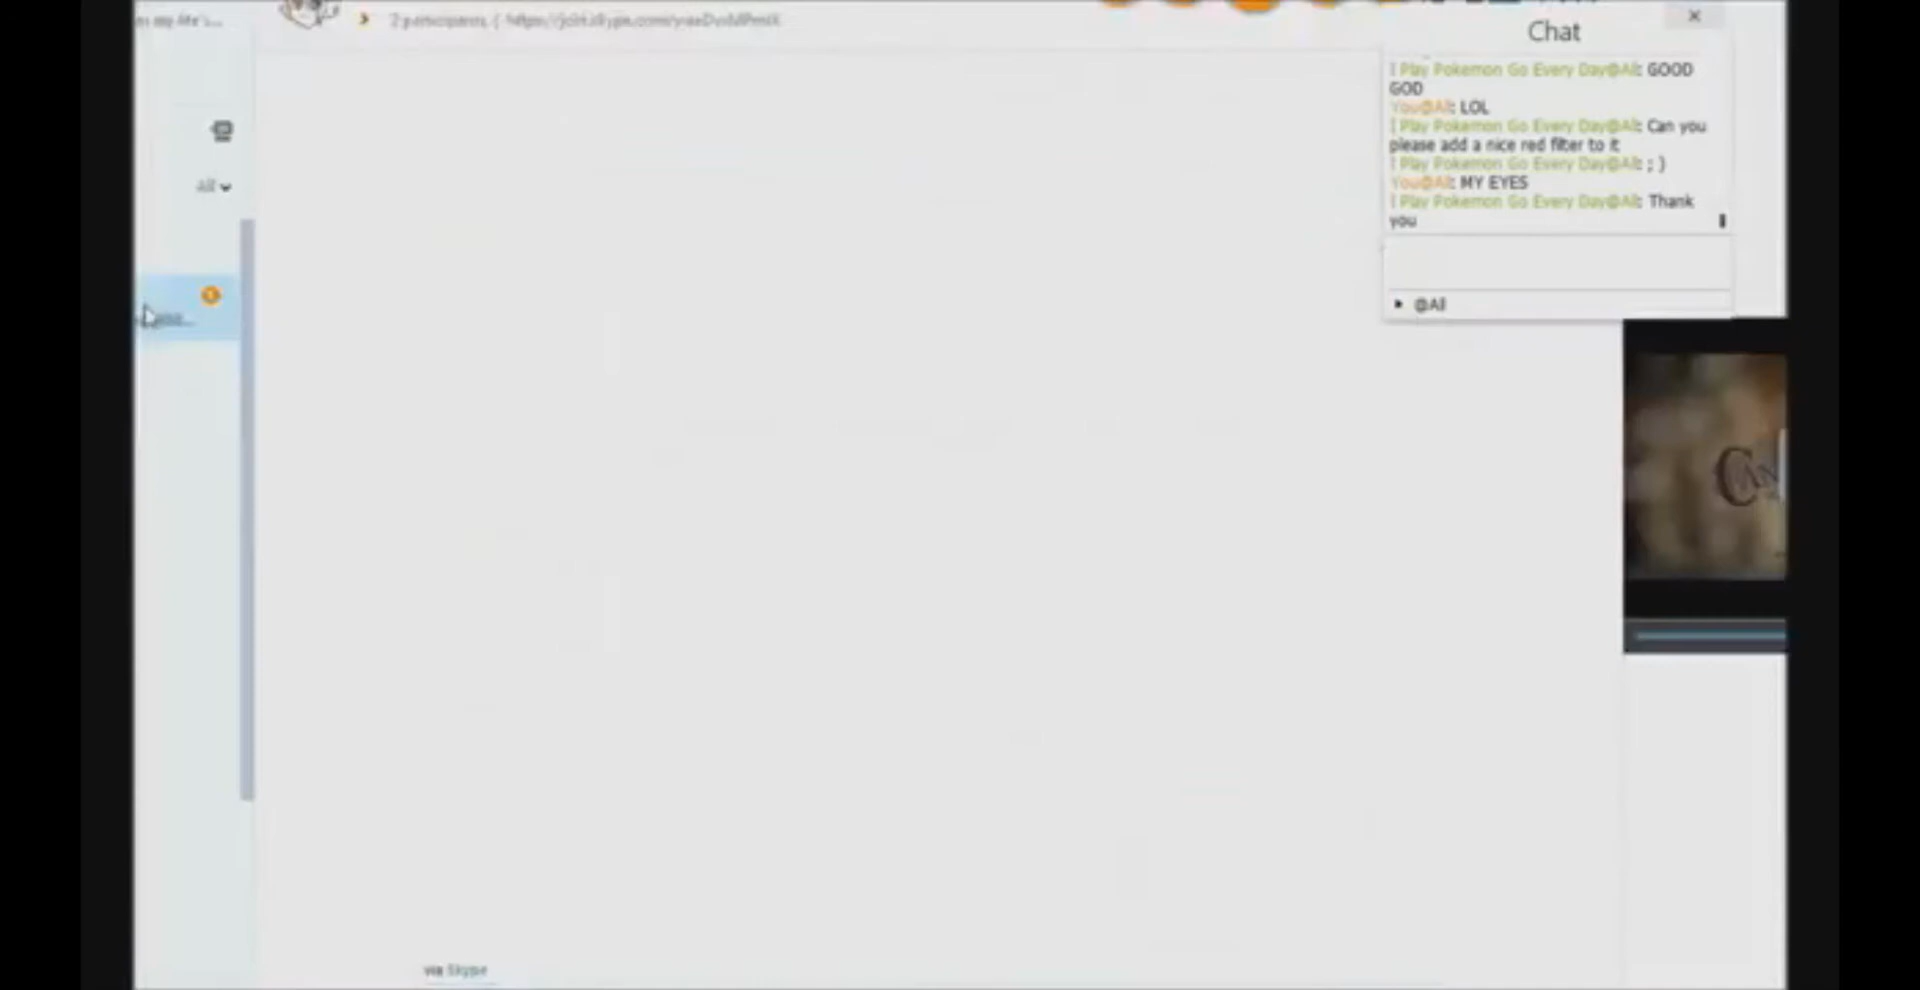 2 participants |
Chat
I Play Pokemon Go Every Day@All: GOOD
GOD
You@All: LOL
I Play Pokemon Go Every Day@All: Can you
please add a nice red filter to it
I Play Pokemon Go Every Day@All: ; )
You@All: MY EYES
I Play Pokemon Go Every Day@All: Thank
you
All
@All
via Skype